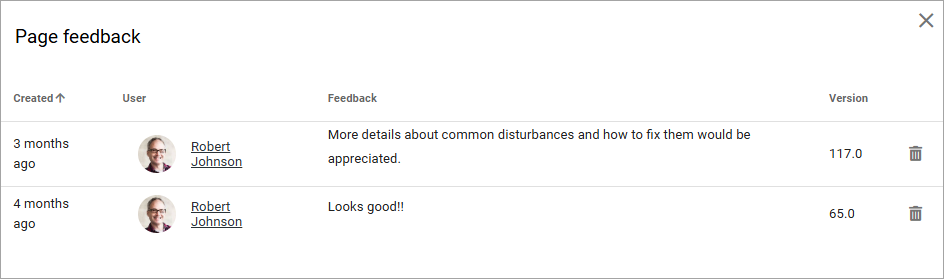 Page feedback
Created User Feedback Version
3 months
ago
Robert
Johnson
More details about common disturbances and how to fix them would be
appreciated.
117.0
4 months
ago
Robert
Johnson
Looks good!!
65.0